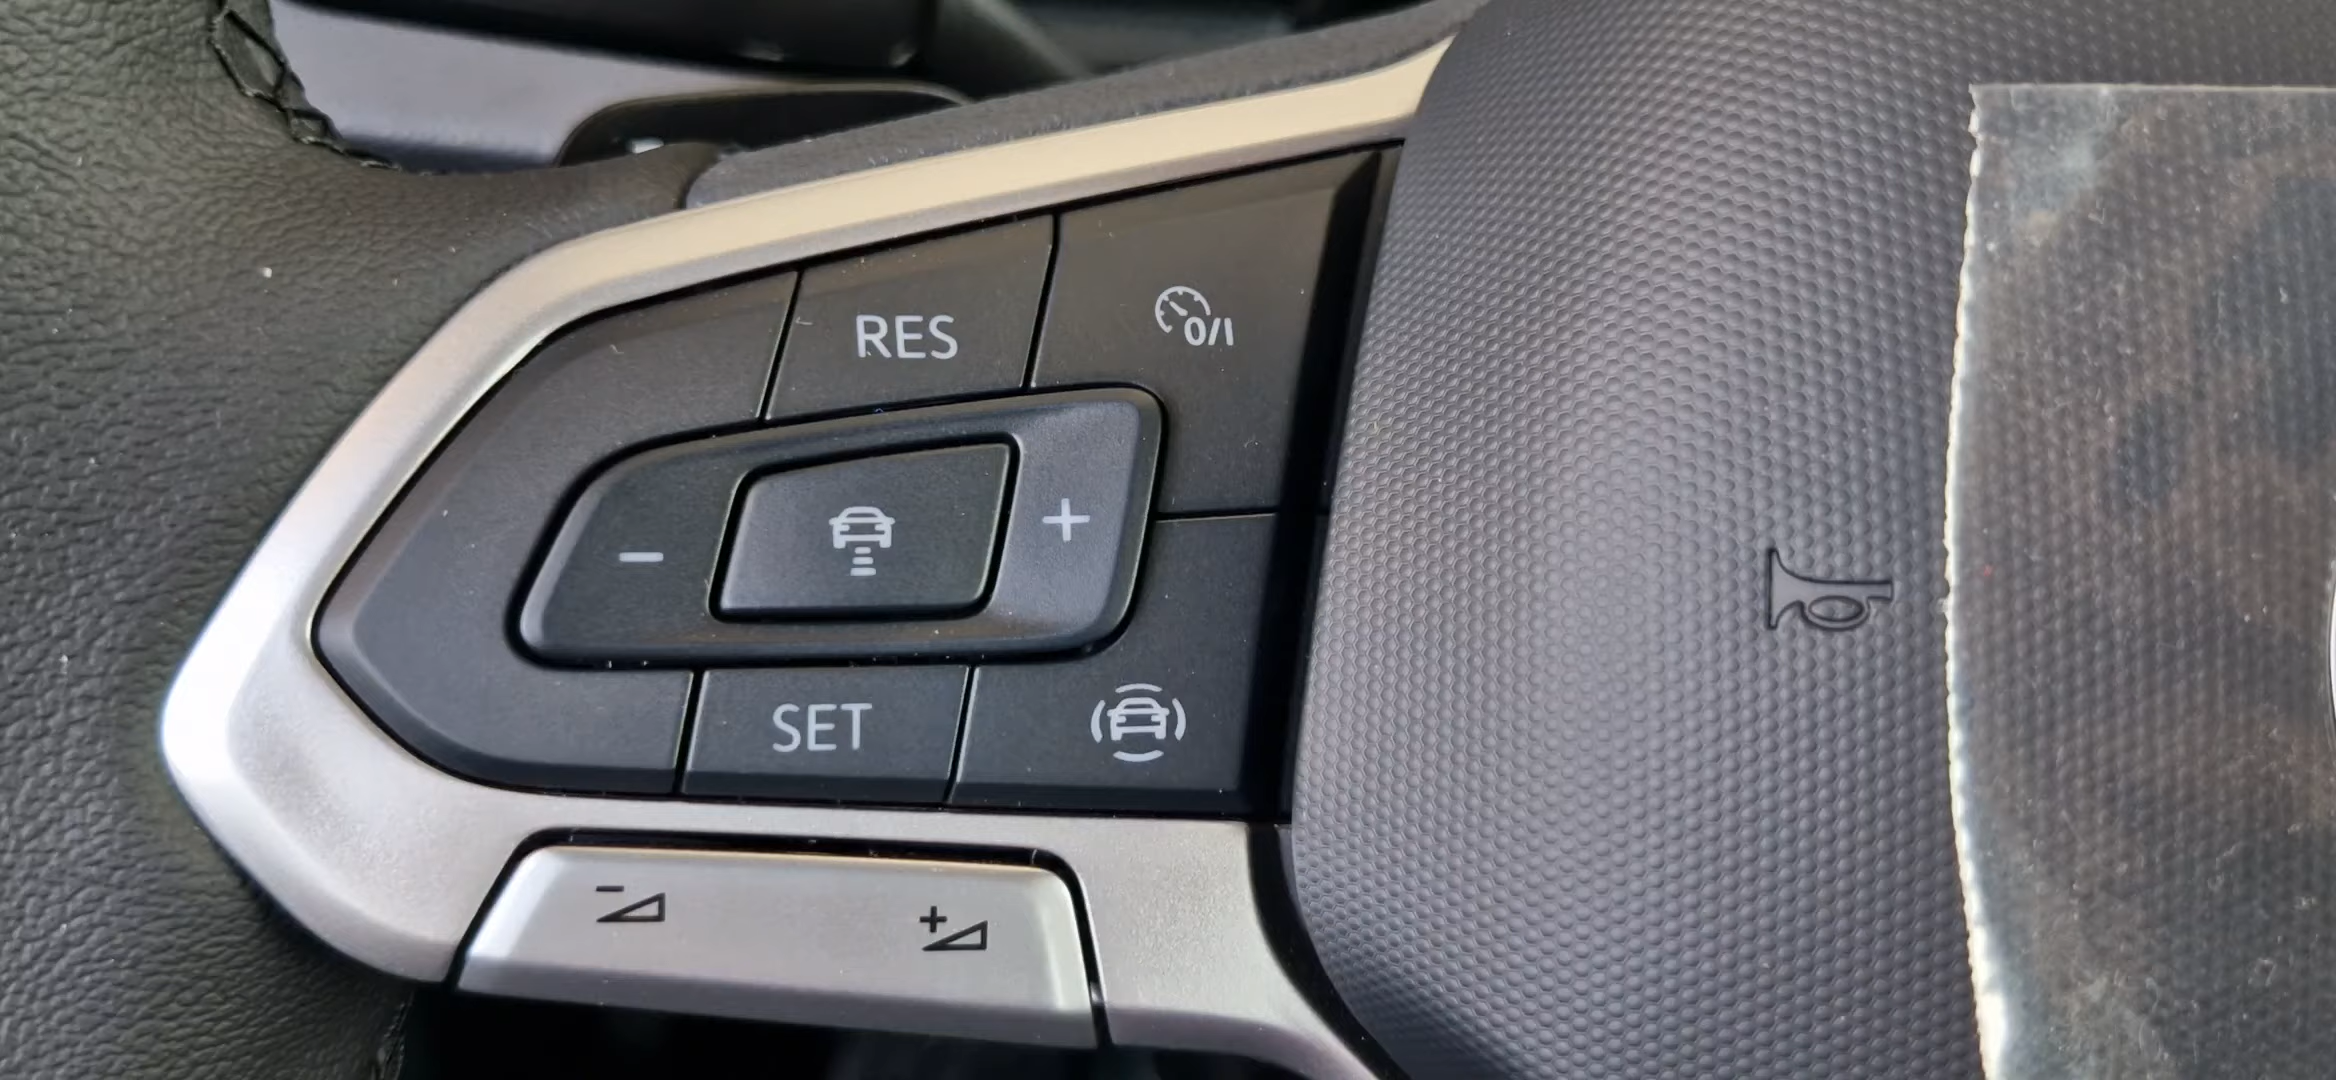 RES
0/I
- +
SET
- +